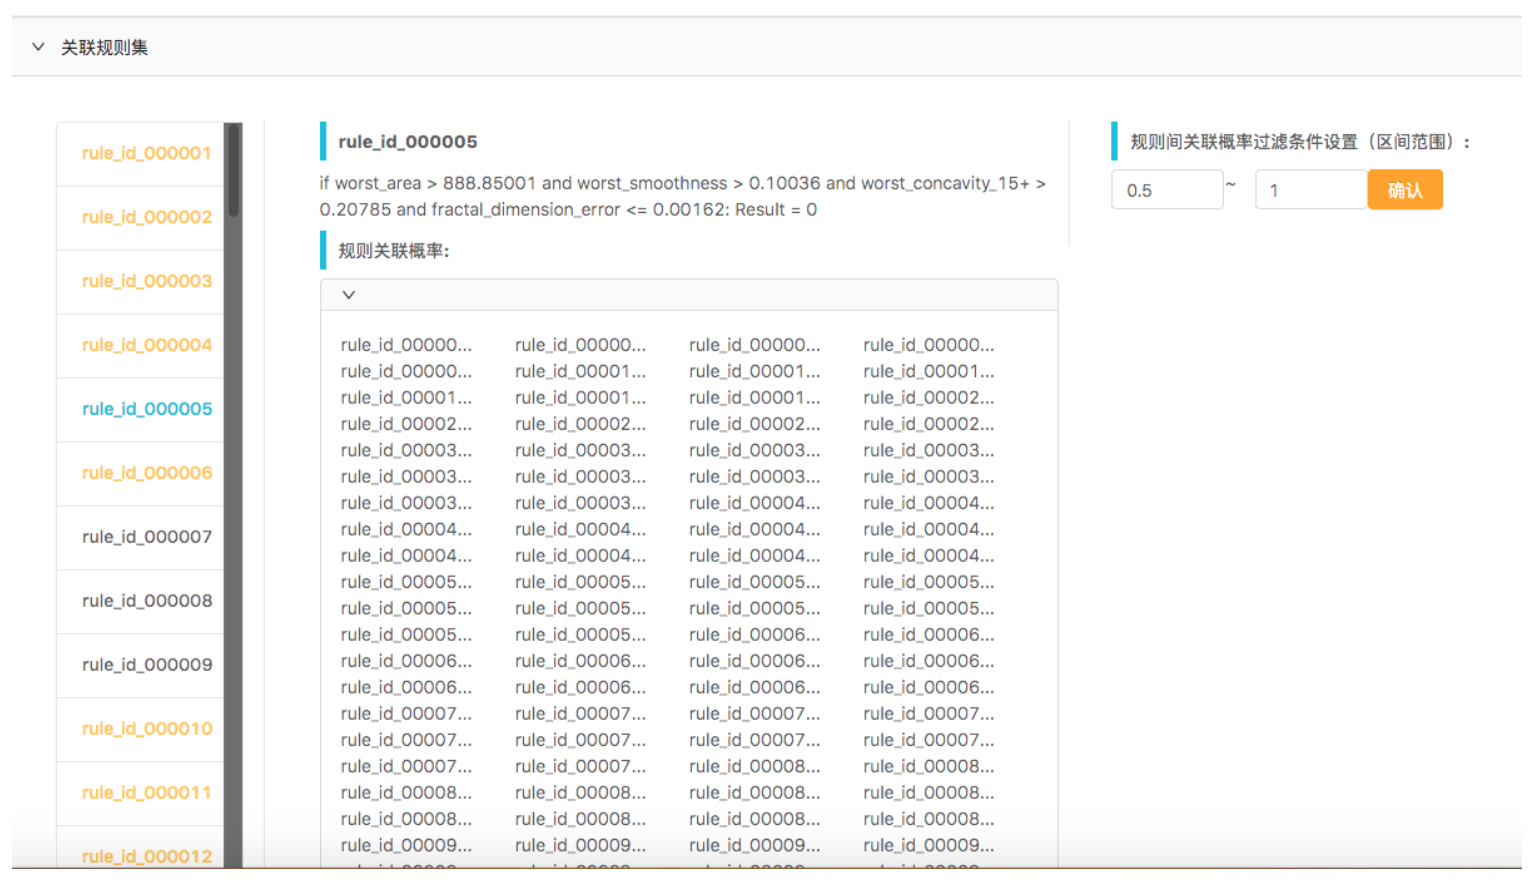 关联规则集
rule_id_000001
rule_id_000002
rule_id_000003
rule_id_000004
rule_id_000005
rule_id_000006
rule_id_000007
rule_id_000008
rule_id_000009
rule_id_000010
rule_id_000011
rule_id_000012
rule_id_000005
if worst_area > 888.85001 and worst_smoothness > 0.10036 and worst_concavity_15+ >
0.20785 and fractal_dimension_error <= 0.00162: Result = 0
规则关联概率:
rule_id_00000... rule_id_00000... rule_id_00000... rule_id_00000...
rule_id_00000... rule_id_00001... rule_id_00001... rule_id_00001...
rule_id_00001... rule_id_00001... rule_id_00001... rule_id_00002...
rule_id_00002... rule_id_00002... rule_id_00002... rule_id_00002...
rule_id_00003... rule_id_00003... rule_id_00003... rule_id_00003...
rule_id_00003... rule_id_00003... rule_id_00003... rule_id_00003...
rule_id_00003... rule_id_00003... rule_id_00004... rule_id_00004...
rule_id_00004... rule_id_00004... rule_id_00004... rule_id_00004...
rule_id_00004... rule_id_00004... rule_id_00004... rule_id_00004...
rule_id_00005... rule_id_00005... rule_id_00005... rule_id_00005...
rule_id_00005... rule_id_00005... rule_id_00005... rule_id_00005...
rule_id_00005... rule_id_00005... rule_id_00006... rule_id_00006...
rule_id_00006... rule_id_00006... rule_id_00006... rule_id_00006...
rule_id_00006... rule_id_00006... rule_id_00006... rule_id_00006...
rule_id_00007... rule_id_00007... rule_id_00007... rule_id_00007...
rule_id_00007... rule_id_00007... rule_id_00007... rule_id_00007...
rule_id_00007... rule_id_00007... rule_id_00008... rule_id_00008...
rule_id_00008... rule_id_00008... rule_id_00008... rule_id_00008...
rule_id_00008... rule_id_00008... rule_id_00008... rule_id_00008...
rule_id_00009... rule_id_00009... rule_id_00009... rule_id_00009...
规则间关联概率过滤条件设置（区间范围）:
0.5 ~ 1 确认